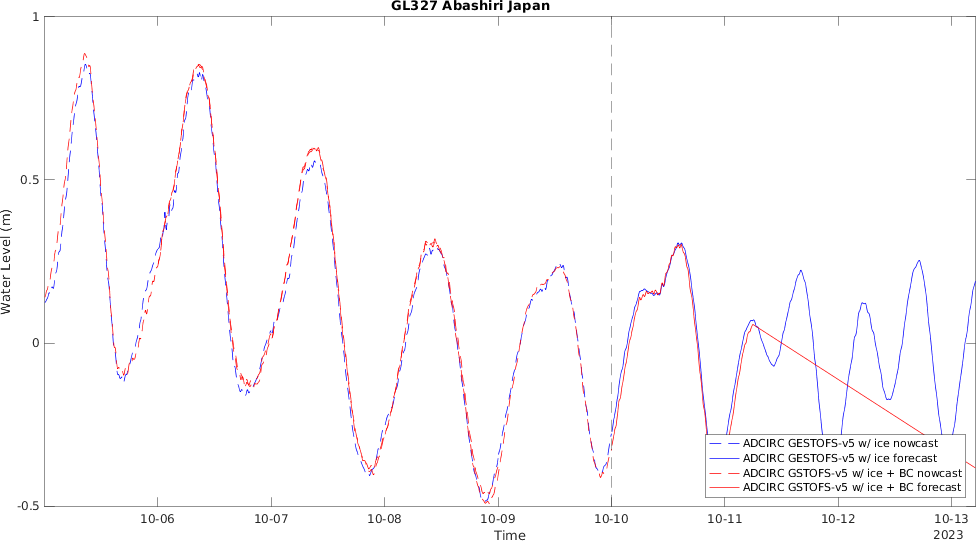 GL327 Abashiri Japan
1
0.5
0
-0.5
Water Level (m)
10-06 10-07 10-08 10-09 10-10 10-11 10-12 10-13
Time
2023
ADCIRC GESTOFS-v5 w/ ice nowcast
ADCIRC GESTOFS-v5 w/ ice forecast
ADCIRC GSTOFS-v5 w/ ice + BC nowcast
ADCIRC GSTOFS-v5 w/ ice + BC forecast